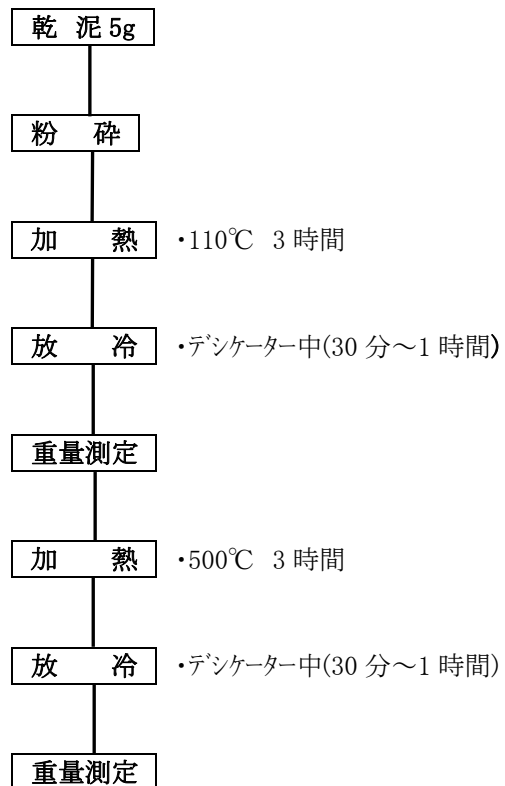 乾 泥 5g
粉 砕
加 熱 ・110℃ 3 時間
放 冷 ・デシケーター中(30 分～1 時間)
重量測定
加 熱 ・500℃ 3 時間
放 冷 ・デシケーター中(30 分～1 時間)
重量測定